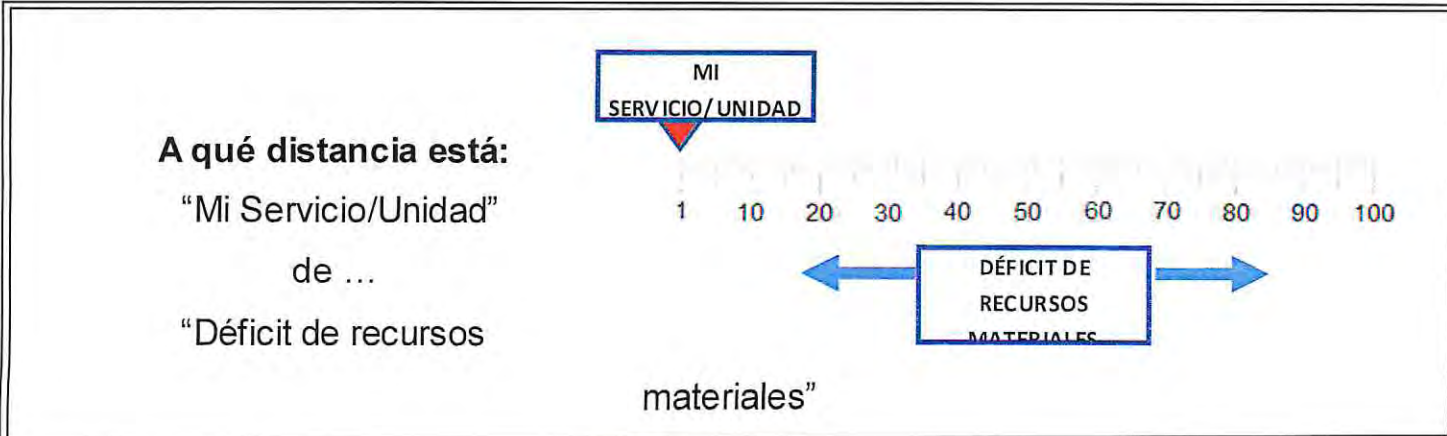 MI
SERVICIO/UNIDAD
A qué distancia está:
“Mi Servicio/Unidad”
de ...
“Déficit de recursos
materiales”
1 10 20 30 40 50 60 70 80 90 100
DÉFICIT DE
RECURSOS
MATERIALES